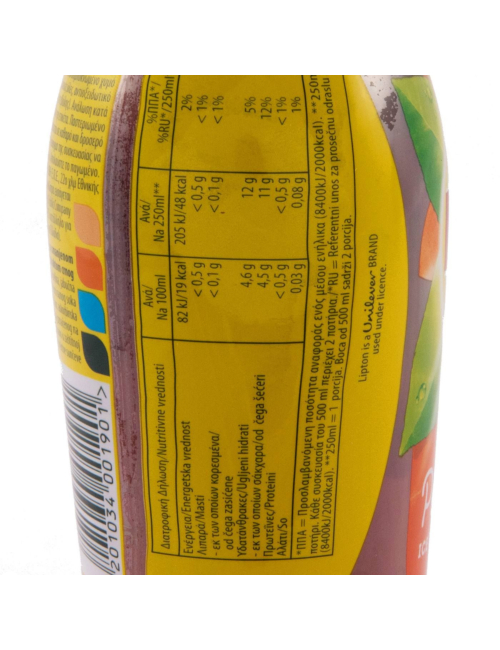 Διατροφική Δήλωση/Nutritivne vrednosti Ανά/Na 100ml Ανά/Na 250ml** %ΠΠΑ*/%RU*/250ml
Ενέργεια/Energetska vrednost 82 kJ/19 kcal 205 kJ/48 kcal 2%
Λιπαρά/Masti < 0,5 g < 0,5 g < 1%
- εκ των οποίων κορεσμένα/
od čega zasićene < 0,1 g < 0,1 g < 1%
Υδατάνθρακες/Ugljeni hidrati 4,6 g 12 g 5%
- εκ των οποίων σάκχαρα/od čega šećeri 4,5 g 11 g 12%
Πρωτεΐνες/Proteini < 0,5 g < 0,5 g < 1%
Αλάτι/So 0,03 g 0,08 g 1%
*ΠΠΑ = Προσλαμβανόμενη ποσότητα αναφοράς ενός μέσου ενήλικα (8400kJ/2000kcal). **250ml = 1
ποτήρι. Κάθε συσκευασία του 500 ml περιέχει 2 ποτήρια./*RU = Referentni unos za prosečnu odraslu
(8400kJ/2000kcal). **250ml = 1 porcija. Boca od 500 ml sadrži 2 porcije.
Lipton is a Unilever BRAND
used under licence.
201034 001901 >